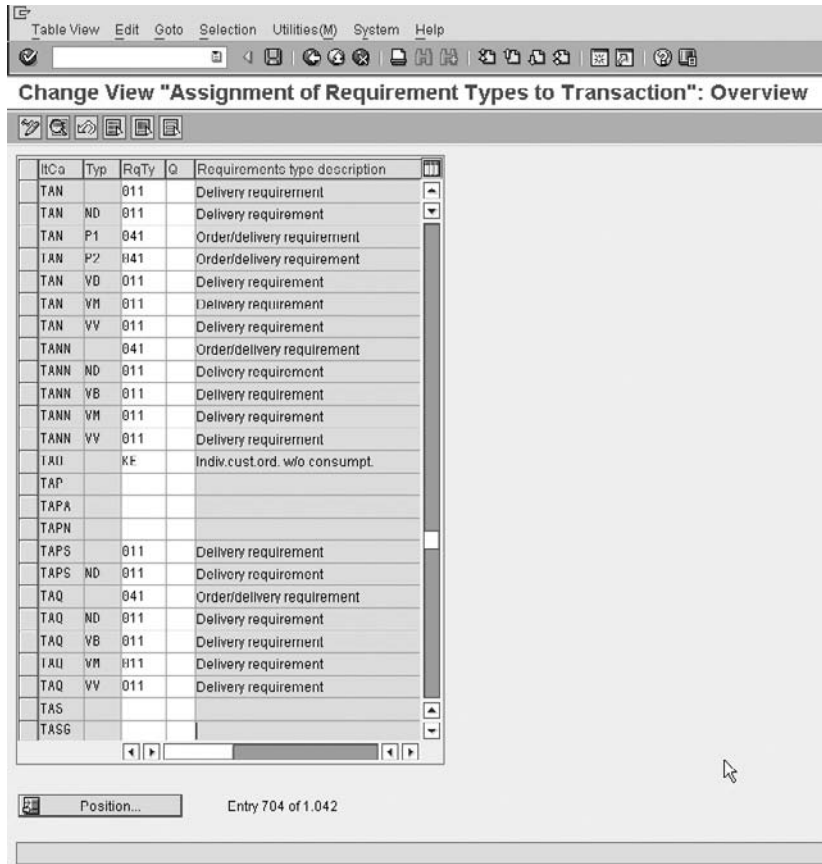 Table View Edit Goto Selection Utilities(M) System Help
Change View "Assignment of Requirement Types to Transaction": Overview
ItCa Typ RqTy Q Requirements type description
TAN 011 Delivery requirement
TAN ND 011 Delivery requirement
TAN P1 041 Order/delivery requirement
TAN P2 041 Order/delivery requirement
TAN VB 011 Delivery requirement
TAN VM 011 Delivery requirement
TAN VV 011 Delivery requirement
TANN 041 Order/delivery requirement
TANN ND 011 Delivery requirement
TANN VB 011 Delivery requirement
TANN VM 011 Delivery requirement
TANN VV 011 Delivery requirement
KE Indiv.cust.ord. w/o consumpt.
TAP
TAPA
TAPN
TAPS 011 Delivery requirement
TAPS ND 011 Delivery requirement
TAQ 041 Order/delivery requirement
TAQ ND 011 Delivery requirement
TAQ VB 011 Delivery requirement
TAQ VM 011 Delivery requirement
TAQ VV 011 Delivery requirement
TAS
TASG
Position... Entry 704 of 1.042